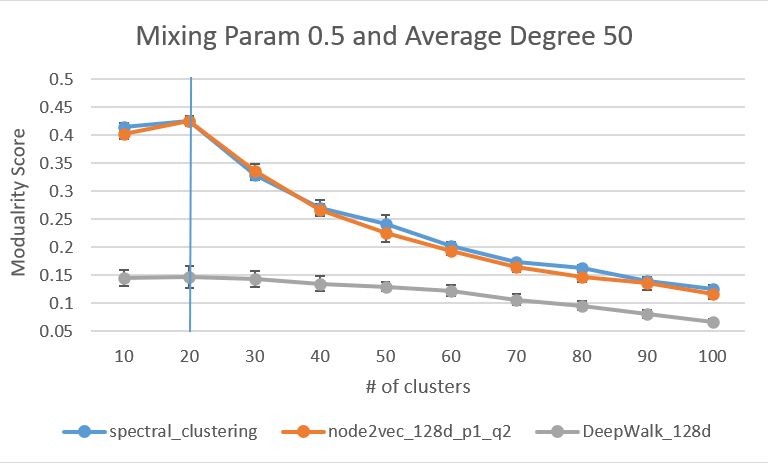 Mixing Param 0.5 and Average Degree 50
0.5
0.45
0.4
0.35
0.3
0.25
0.2
0.15
0.1
0.05
Modualrity Score
10 20 30 40 50 60 70 80 90 100
# of clusters
spectral_clustering node2vec_128d_p1_q2 DeepWalk_128d